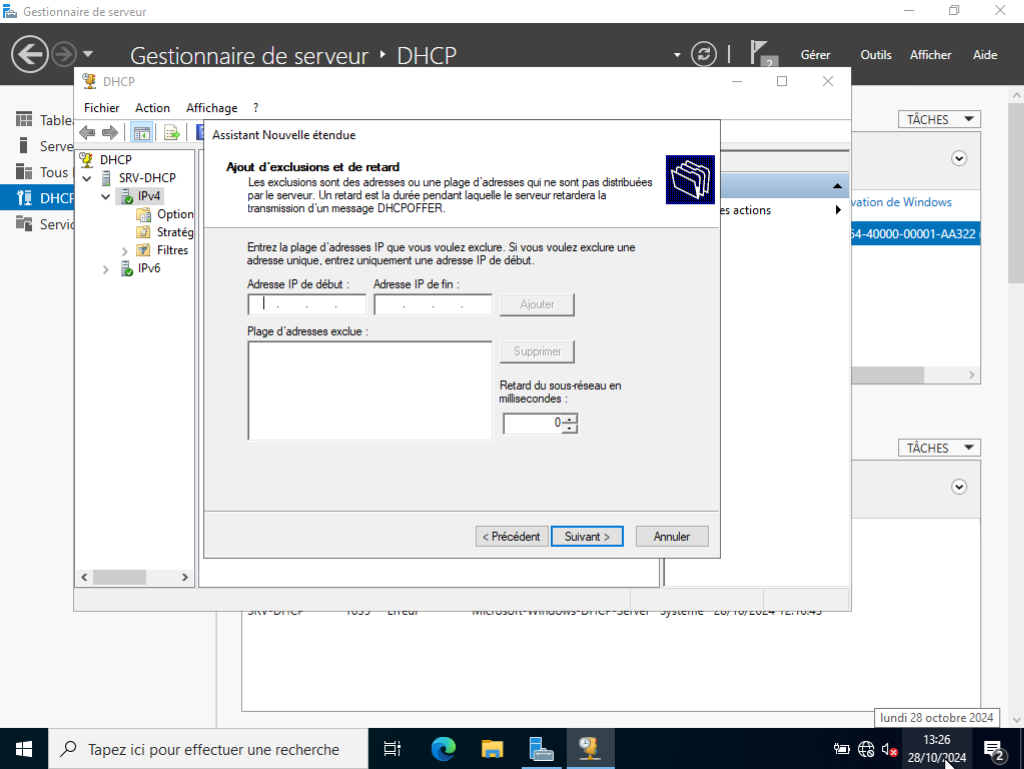 Gestionnaire de serveur
Gestionnaire de serveur • DHCP
Gérer
Outils
Afficher
Aide
DHCP
Fichier
Action
Affichage
?
TÂCHES
DHCP
SRV-DHCP
IPv4
Option
Stratég
Filtres
IPv6
DHCP
Assistant Nouvelle étendue
Ajout d'exclusions et de retard
Les exclusions sont des adresses ou une plage d'adresses qui ne sont pas distribuées
par le serveur. Un retard est la durée pendant laquelle le serveur retardera la
transmission d'un message DHCPOFFER.
Entrez la plage d'adresses IP que vous voulez exclure. Si vous voulez exclure une
adresse unique, entrez uniquement une adresse IP de début.
Adresse IP de début :
Adresse IP de fin :
Ajouter
Plage d'adresses exclue :
Supprimer
Retard du sous-réseau en
millisecondes :
0
< Précédent
Suivant >
Annuler
es actions
vation de Windows
54-40000-00001-AA322
TÂCHES
SRV-DHCP 1059 Erreur Microsoft-Windows-DHCP-Server Système 28/10/2024
lundi 28 octobre 2024
Tapez ici pour effectuer une recherche
13:26
28/10/2024
2